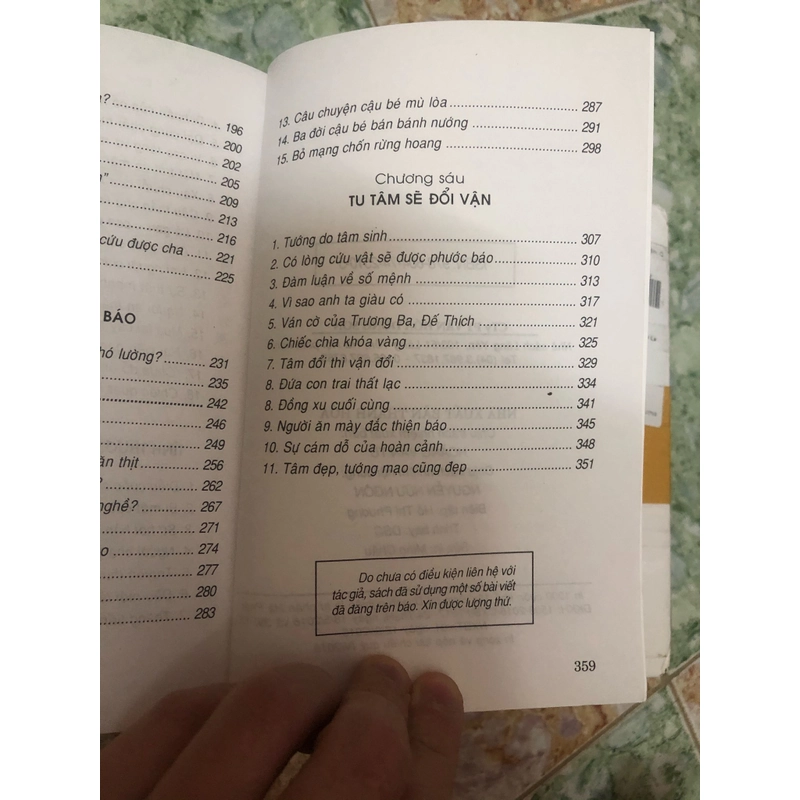 ?
196
200
202
205
209
213
216
cứu được cha 221
225
BÁO
hó lường? 231
235
242
246
249
ăn thịt 256
? 262
nghề? 267
271
274
277
280
283
13. Câu chuyện cậu bé mù lòa 287
14. Ba đời cậu bé bán bánh nướng 291
15. Bỏ mạng chốn rừng hoang 298
Chương sáu
TU TÂM SẼ ĐỔI VẬN
1. Tướng do tâm sinh 307
2. Có lòng cứu vật sẽ được phước báo 310
3. Đàm luận về số mệnh 313
4. Vì sao anh ta giàu có 317
5. Ván cờ của Trương Ba, Đế Thích 321
6. Chiếc chìa khóa vàng 325
7. Tâm đổi thì vận đổi 329
8. Đứa con trai thất lạc 334
8. Đồng xu cuối cùng 341
9. Người ăn mày đắc thiện báo 345
10. Sự cám dỗ của hoàn cảnh 348
11. Tâm đẹp, tướng mạo cũng đẹp 351
Do chưa có điều kiện liên hệ với
tác giả, sách đã sử dụng một số bài viết
đã đăng trên báo. Xin được lượng thứ.
359